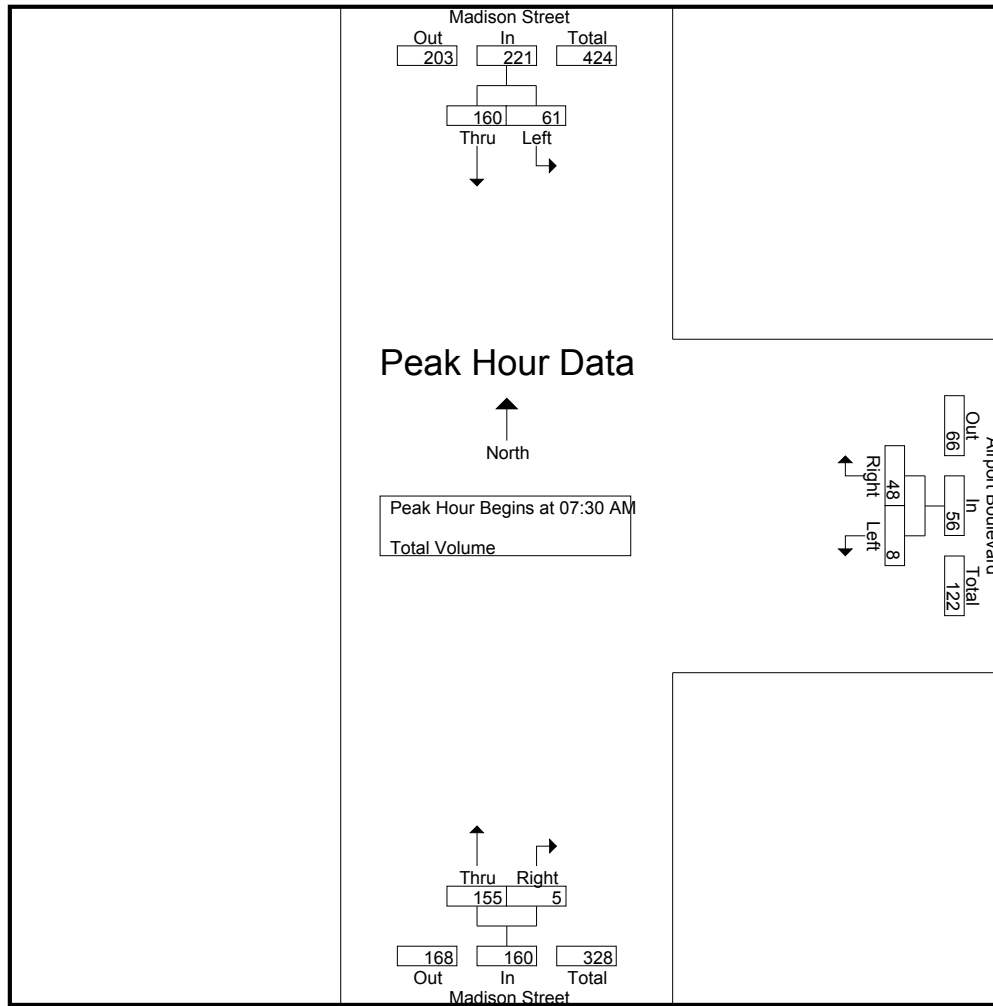 Madison Street
Out In Total
203 221 424
160 61
Thru Left
Peak Hour Data
North
Peak Hour Begins at 07:30 AM
Total Volume
Airport Boulevard
Out In Total
66 56 122
48 8
Right Left
Thru Right
155 5
168 160 328
Out In Total
Madison Street